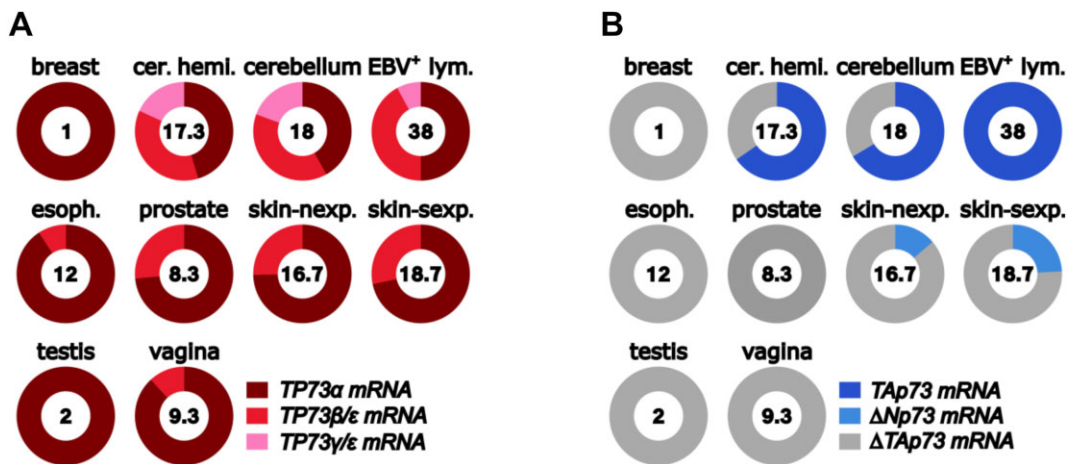 A
breast cer. hemi. cerebellum EBV⁺ lym.
1 17.3 18 38
esoph. prostate skin-nexp. skin-sexp.
12 8.3 16.7 18.7
testis vagina
2 9.3
TP73α mRNA
TP73β/ε mRNA
TP73γ/ε mRNA
B
breast cer. hemi. cerebellum EBV⁺ lym.
1 17.3 18 38
esoph. prostate skin-nexp. skin-sexp.
12 8.3 16.7 18.7
testis vagina
2 9.3
TAp73 mRNA
ΔNp73 mRNA
ΔTAp73 mRNA